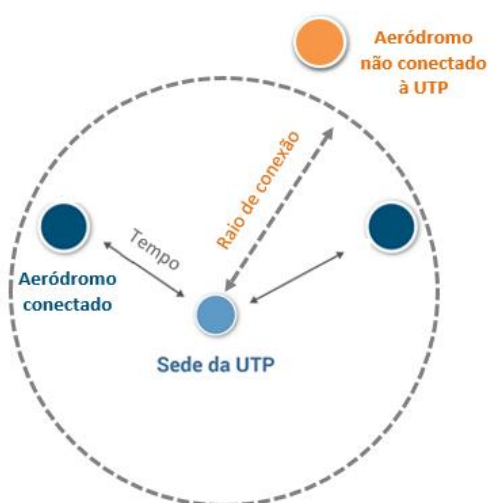 Aeródromo
não conectado
à UTP
Raio de conexão
Tempo
Aeródromo
conectado
Sede da UTP